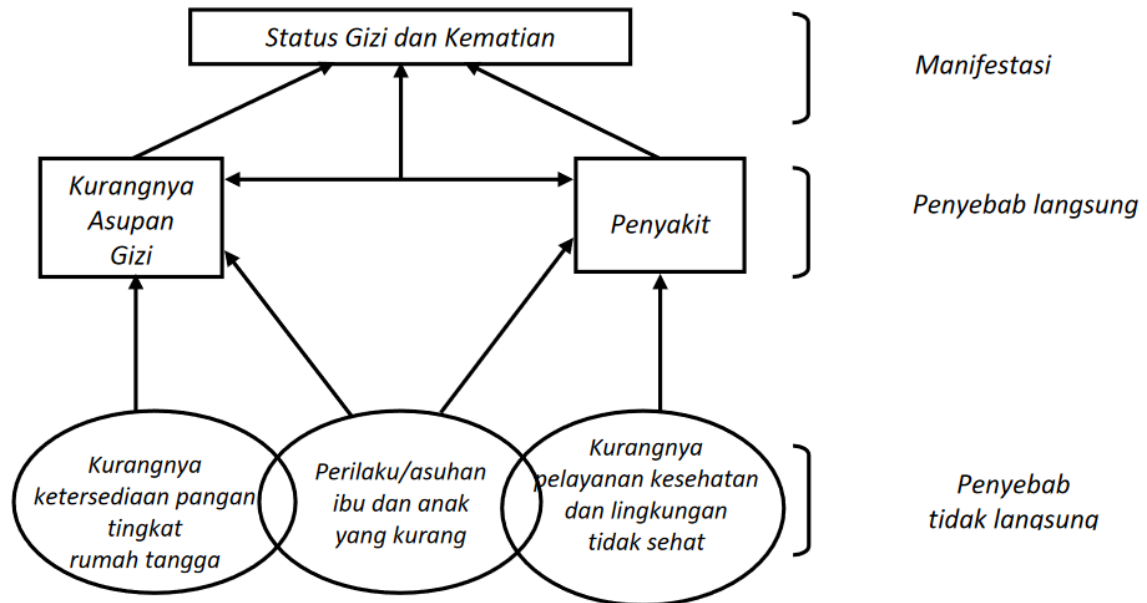 Status Gizi dan Kematian
Manifestasi
Kurangnya
Asupan
Gizi
Penyakit
Penyebab langsung
Kurangnya
ketersediaan pangan
tingkat
rumah tangga
Perilaku/asuhan
ibu dan anak
yang kurang
Kurangnya
pelayanan kesehatan
dan lingkungan
tidak sehat
Penyebab
tidak langsung